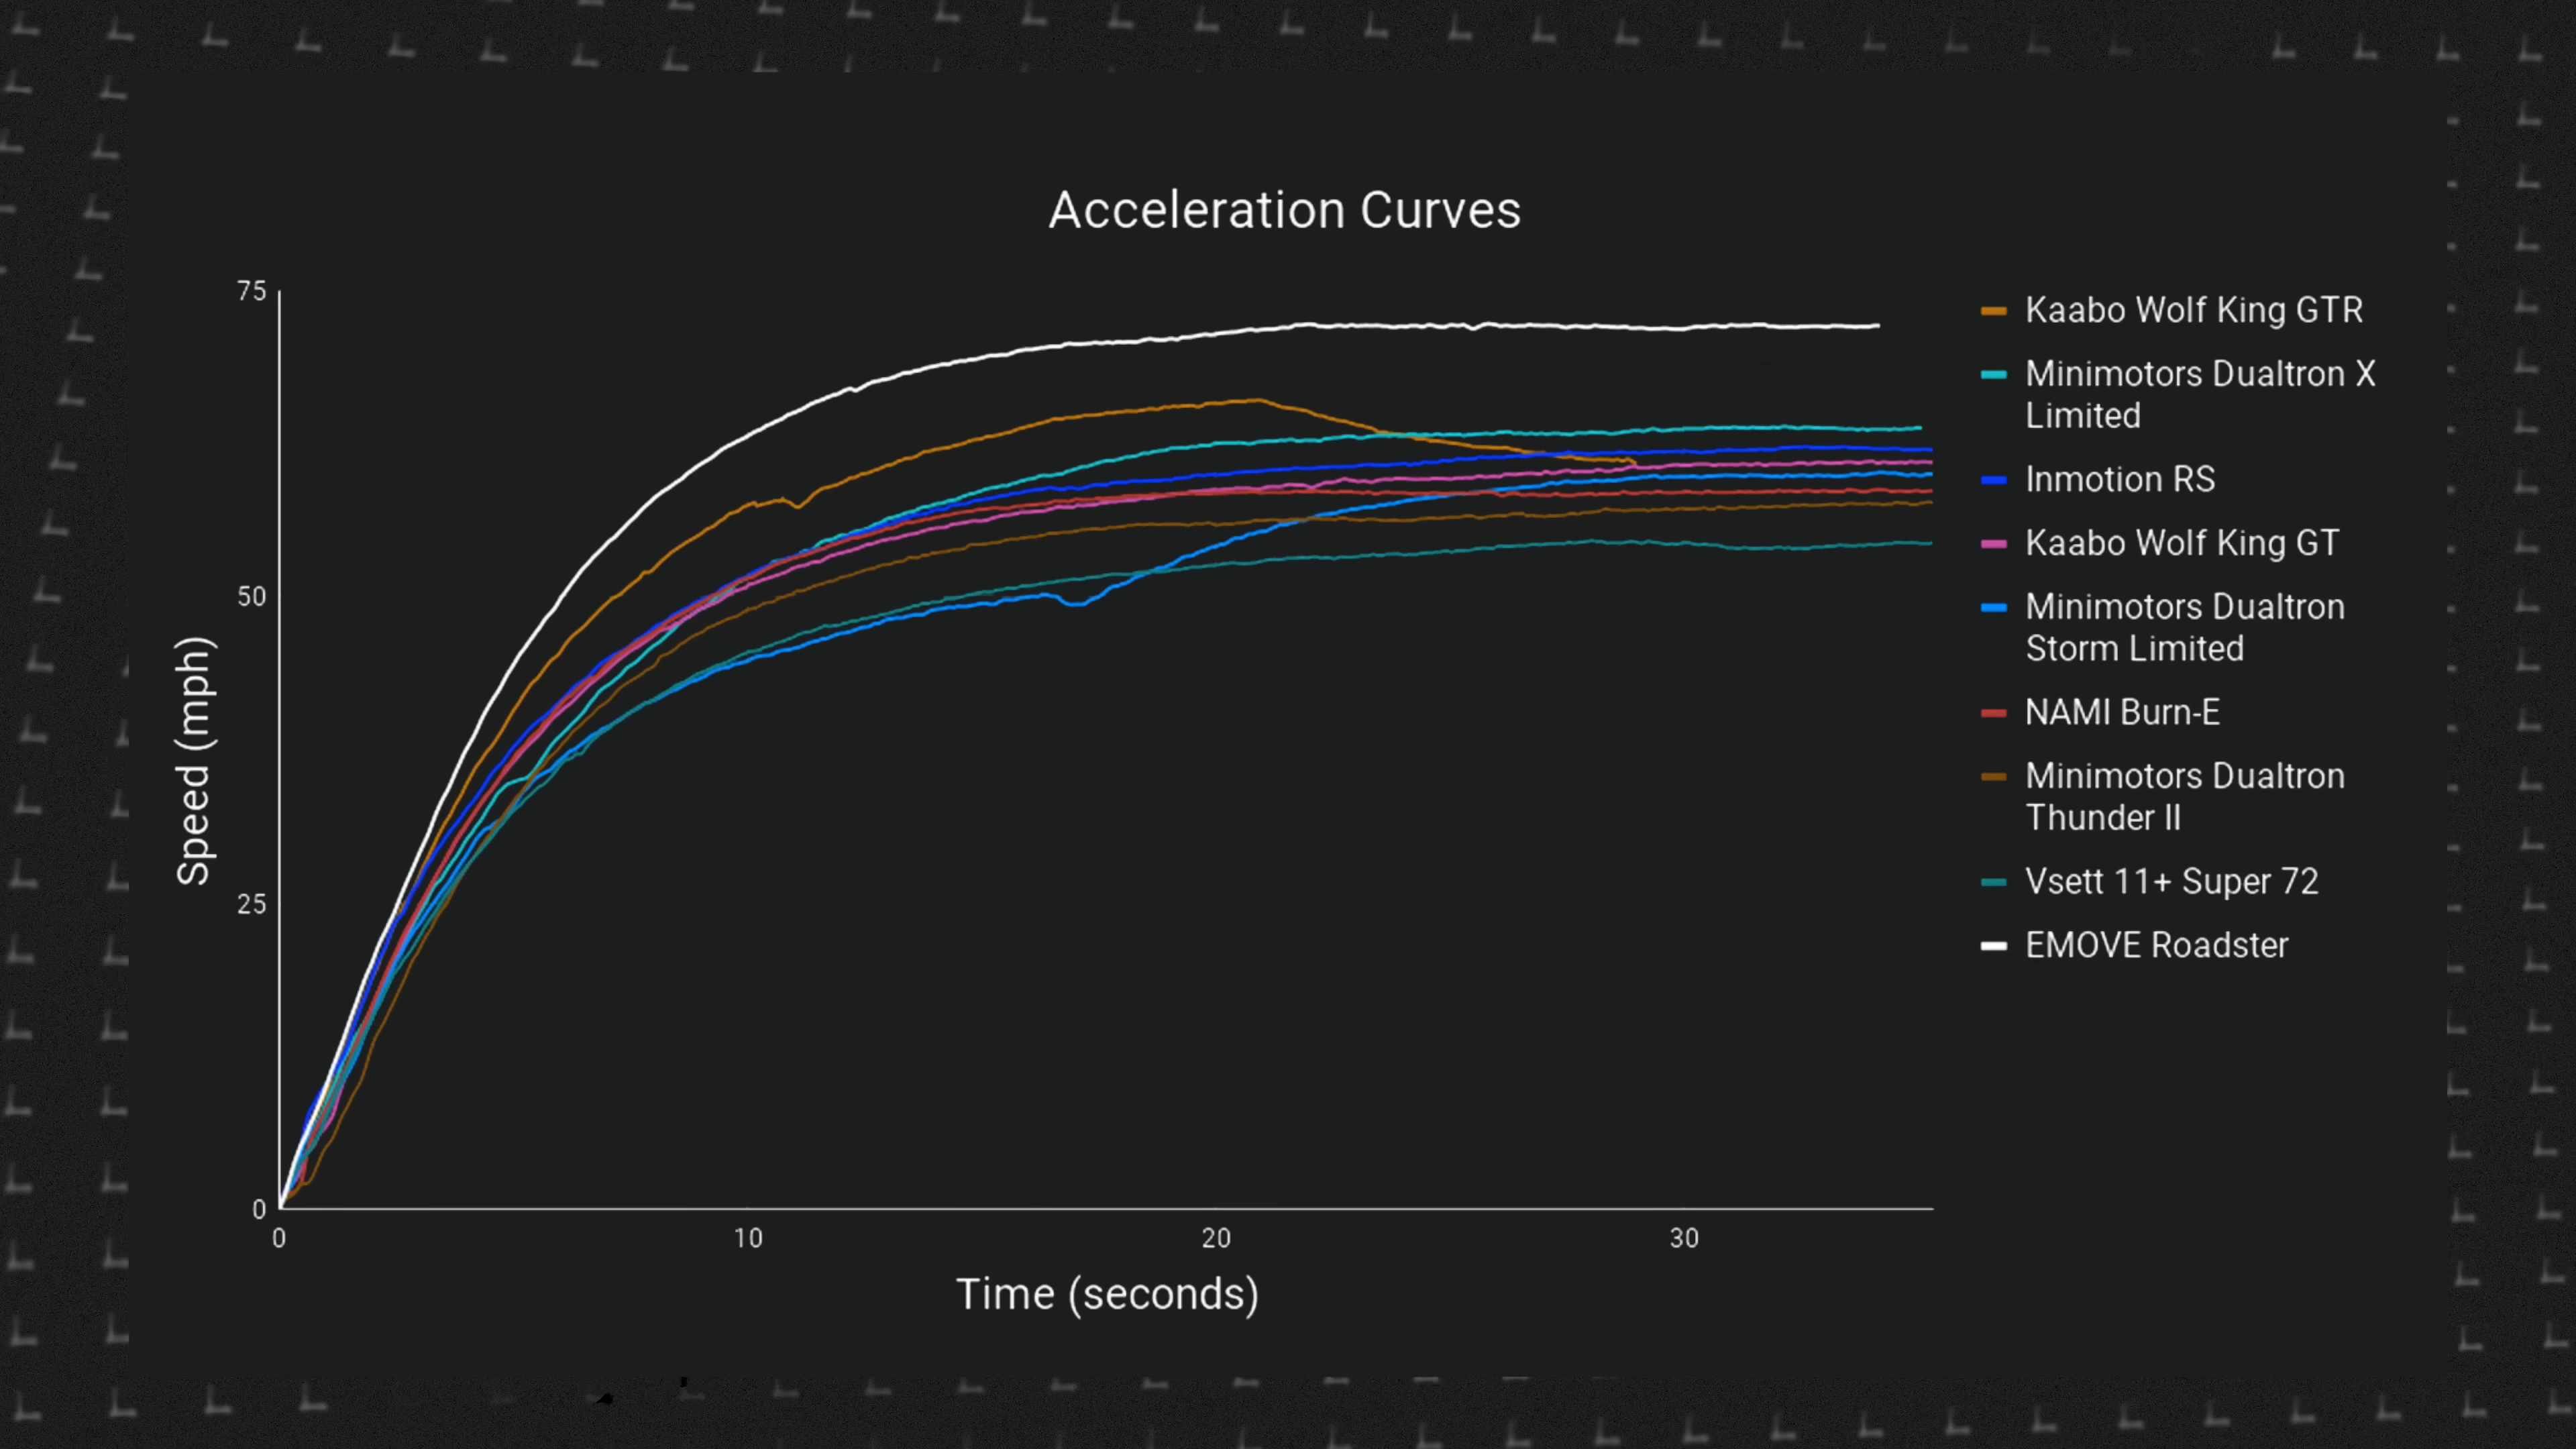 Acceleration Curves
75
50
25
0
Speed (mph)
0
10
20
30
Time (seconds)
Kaabo Wolf King GTR
Minimotors Dualtron X
Limited
Inmotion RS
Kaabo Wolf King GT
Minimotors Dualtron
Storm Limited
NAMI Burn-E
Minimotors Dualtron
Thunder II
Vsett 11+ Super 72
EMOVE Roadster